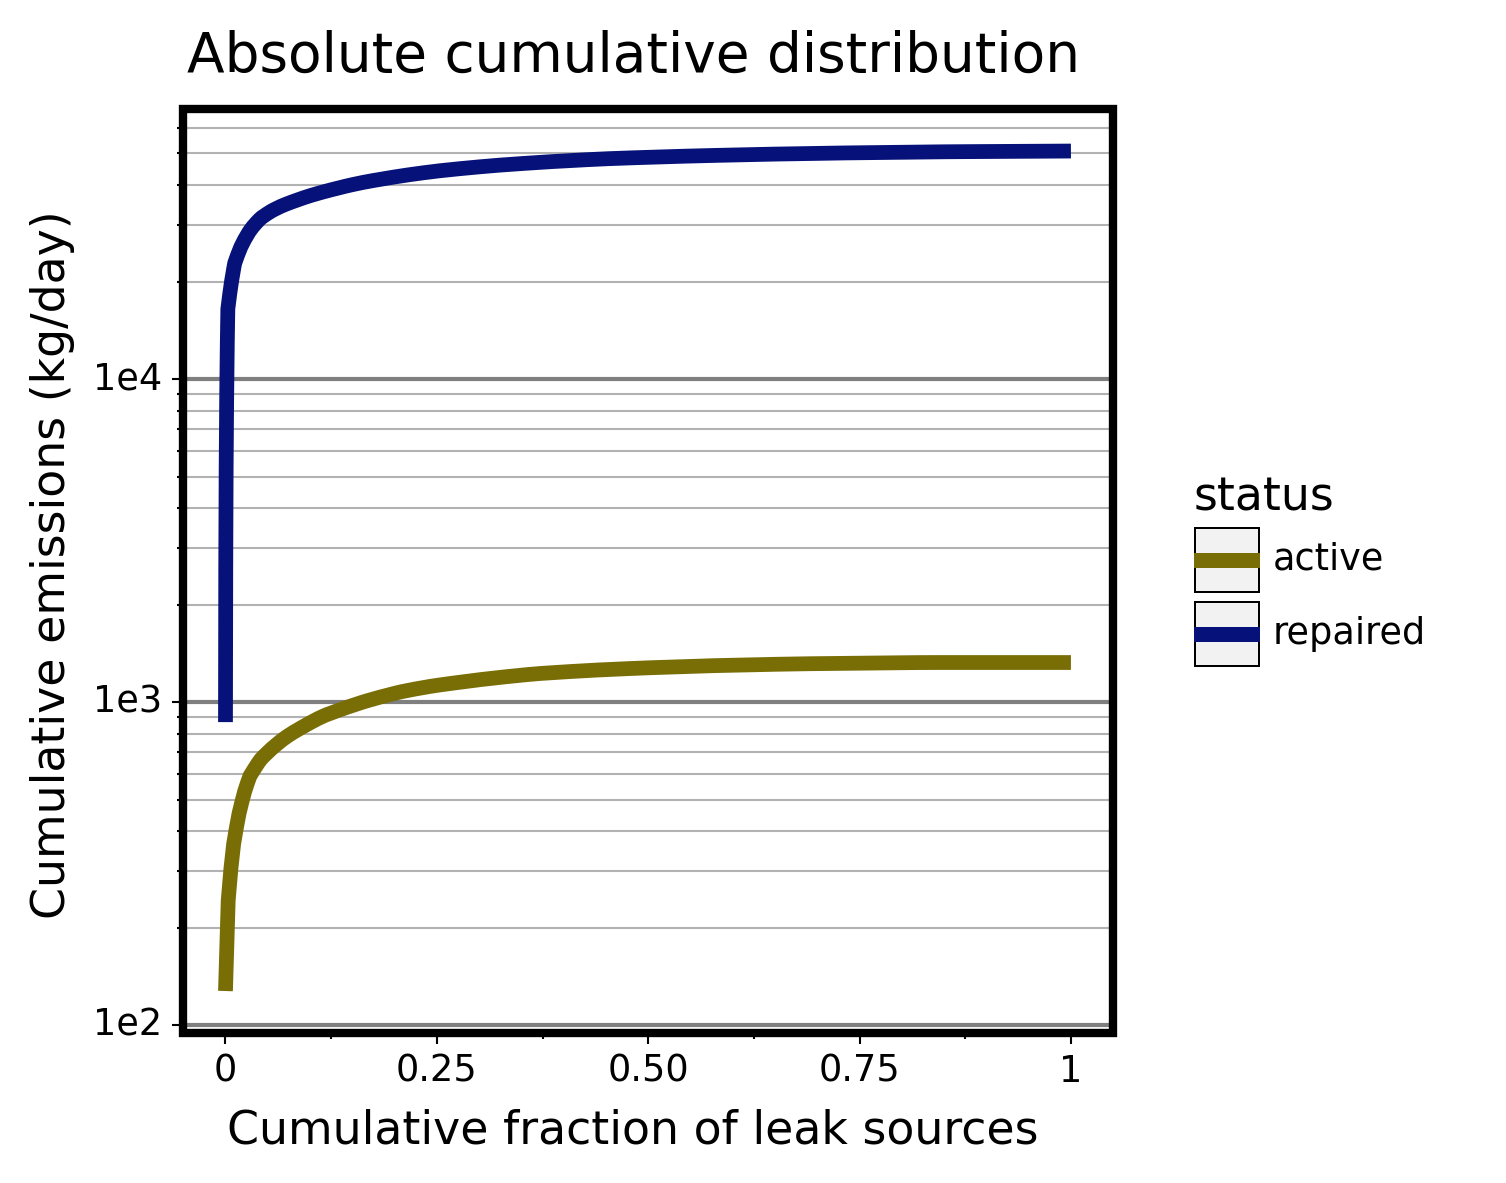 Absolute cumulative distribution
Cumulative emissions (kg/day)
1e4
1e3
1e2
0 0.25 0.50 0.75 1
Cumulative fraction of leak sources
status
active
repaired